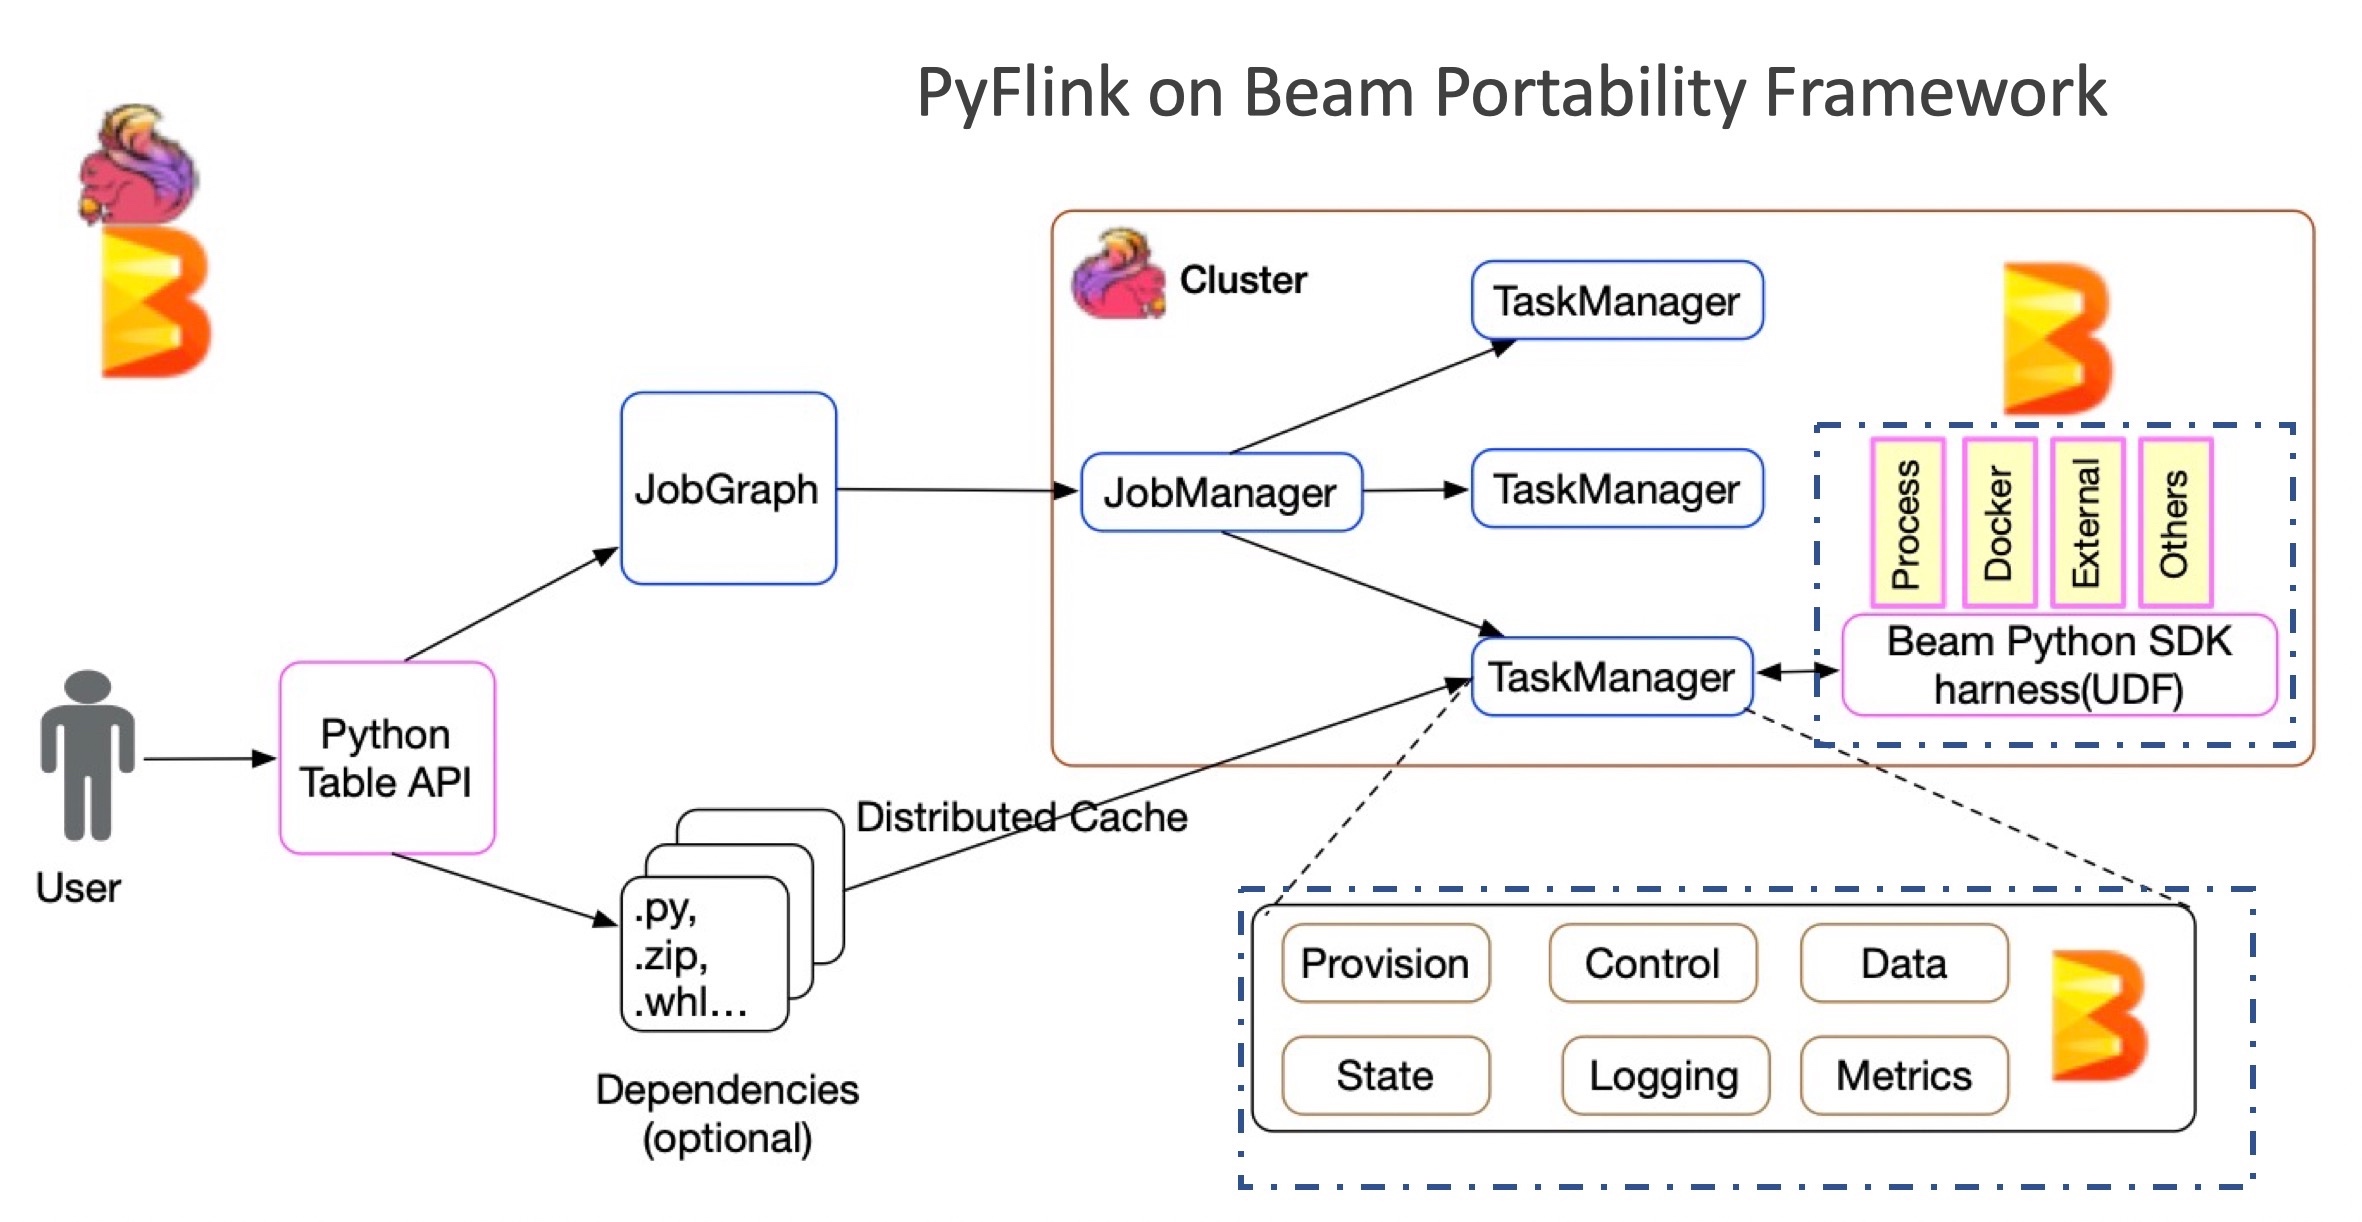 PyFlink on Beam Portability Framework
Cluster
TaskManager
JobGraph
JobManager
TaskManager
Process
Docker
External
Others
TaskManager
Beam Python SDK
harness(UDF)
Python
Table API
User
Distributed Cache
.py,
.zip,
.whl...
Dependencies
(optional)
Provision
Control
Data
State
Logging
Metrics